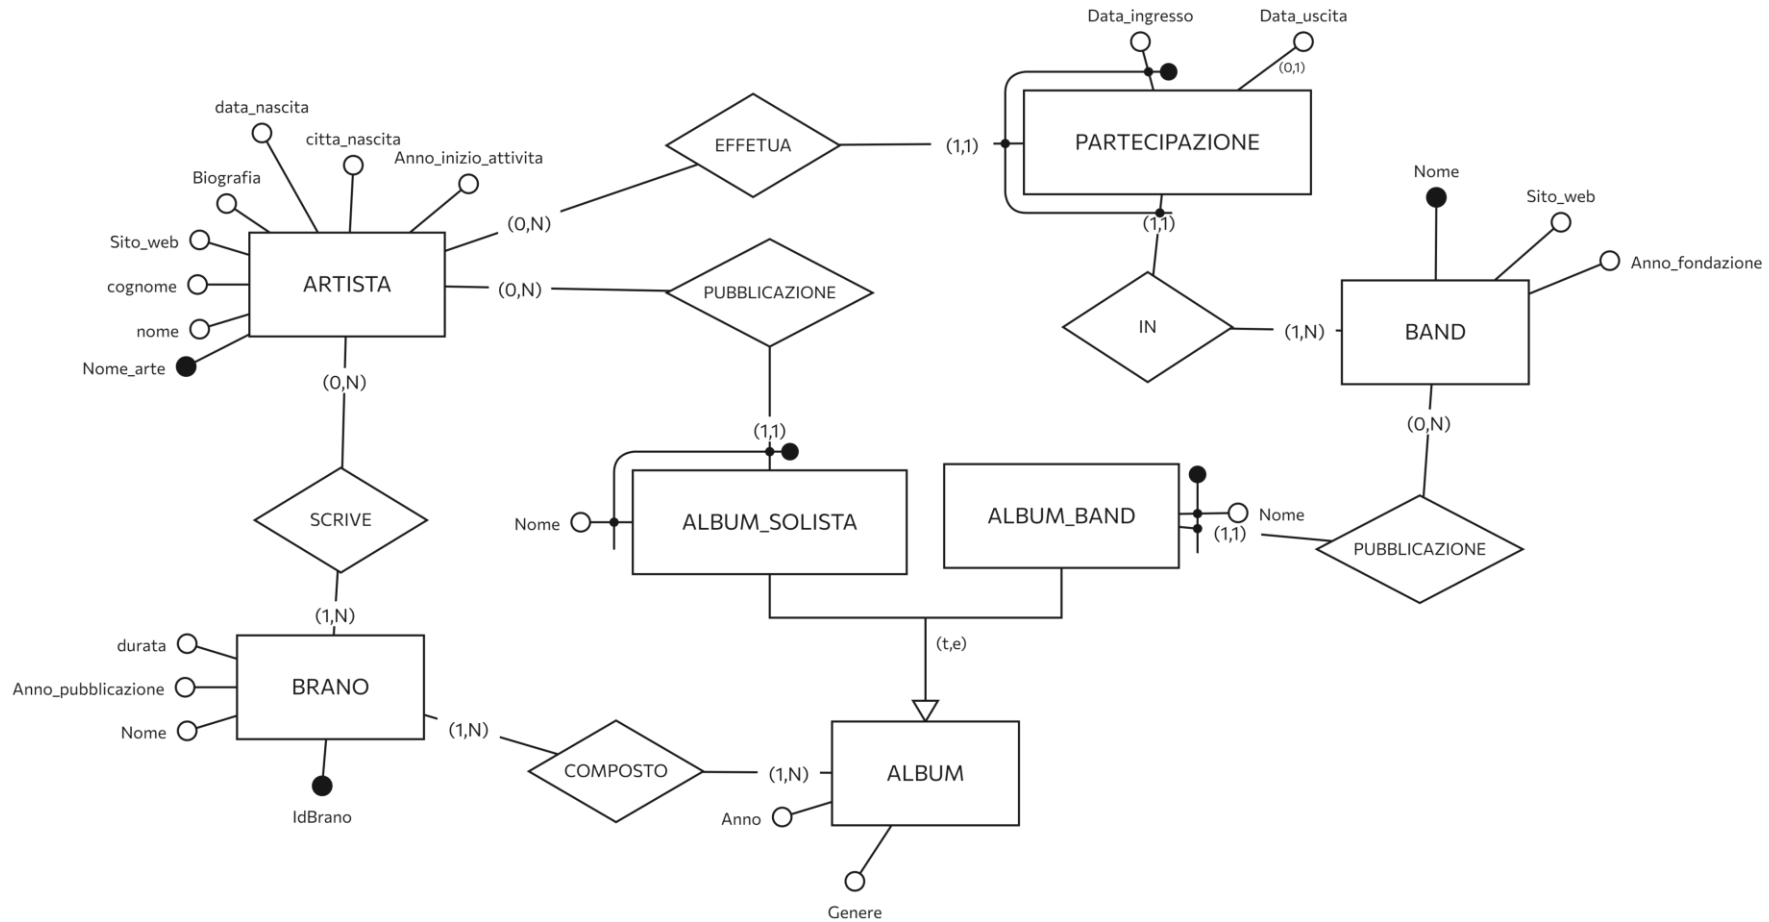 Data_ingresso
Data_uscita
(0,1)
data_nascita
citta_nascita
Anno_inizio_attivita
Biografia
EFFETUA
(1,1)
PARTECIPAZIONE
Nome
Sito_web
(0,N)
(1,1)
Sito_web
ARTISTA
cognome
(0,N)
PUBBLICAZIONE
Anno_fondazione
nome
IN
(1,N)
BAND
Nome_arte
(0,N)
(0,N)
(1,1)
SCRIVE
Nome
ALBUM_SOLISTA
ALBUM_BAND
Nome
(1,1)
PUBBLICAZIONE
(1,N)
durata
(t,e)
Anno_pubblicazione
BRANO
Nome
(1,N)
COMPOSTO
(1,N)
ALBUM
IdBrano
Anno
Genere